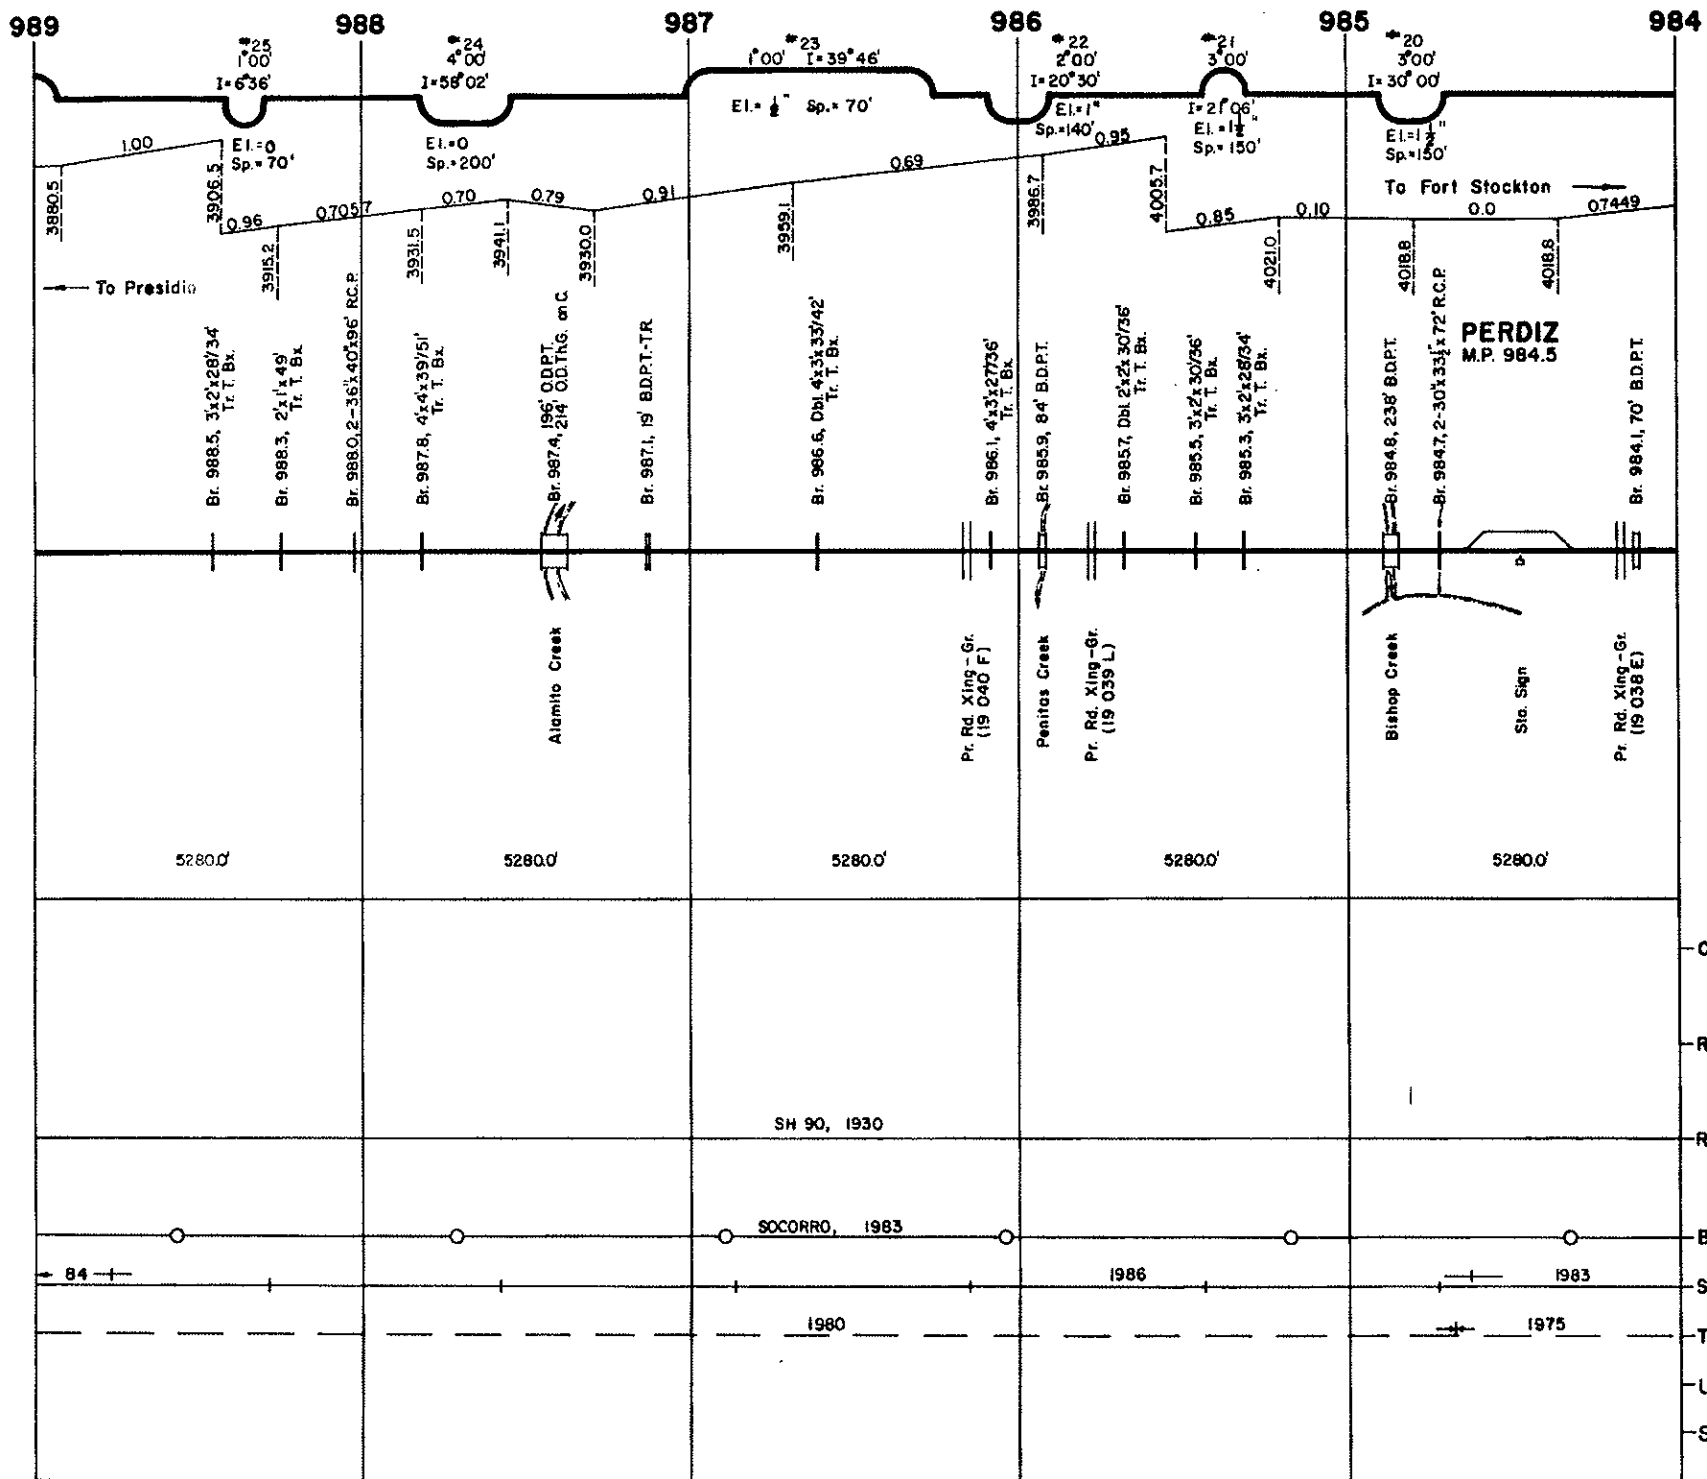 989 988 987 986 985 984
#25
1°00'
I=6°36'
El.=0
Sp.=70'
#24
4°00'
I=58°02'
El.=0
Sp.=200'
#23
1°00' I=39°46'
El.=½" Sp.=70'
#22
2°00'
I=20°30'
El.=1"
Sp.=140'
#21
3°00'
I=21°06'
El.=1½"
Sp.=150'
#20
3°00'
I=30°00'
El.=1½"
Sp.=150'
1.00
0.96
0.7057
0.70
0.79
0.91
0.69
0.95
0.85
0.10
0.0
0.7449
3880.5
3906.5
3915.2
3931.5
3941.1
3930.0
3959.1
3986.7
4005.7
4021.0
4018.8
4018.8
To Fort Stockton
To Presidio
PERDIZ
M.P. 984.5
Br. 988.5, 3'x2'x28'/34'
Tr. T. Bx.
Br. 988.3, 2'x1'x49'
Tr. T. Bx.
Br. 988.0, 2-36"x40"x96' R.C.P.
Br. 987.8, 4'x4'x39'/51'
Tr. T. Bx.
Br. 987.4, 196' O.D.P.T.
214' O.D.Th.G. on C.
Br. 987.1, 19' B.D.P.T.-T.R.
Br. 986.6, Dbl. 4'x3'x33'/42'
Tr. T. Bx.
Br. 986.1, 4'x3'x27'/36'
Tr. T. Bx.
Br. 985.9, 84' B.D.P.T.
Br. 985.7, Dbl. 2'x2'x30'/36'
Tr. T. Bx.
Br. 985.5, 3'x2'x30'/36'
Tr. T. Bx.
Br. 985.3, 3'x2'x28'/34'
Tr. T. Bx.
Br. 984.8, 238' B.D.P.T.
Br. 984.7, 2-30"x33½"x72' R.C.P.
Br. 984.1, 70' B.D.P.T.
Alamito Creek
Pr. Rd. Xing-Gr.
(19 040 F)
Penitas Creek
Pr. Rd. Xing-Gr.
(19 039 L)
Bishop Creek
Sta. Sign
Pr. Rd. Xing-Gr.
(19 038 E)
5280.0' 5280.0' 5280.0' 5280.0' 5280.0'
C
R
SH 90, 1930
R
SOCORRO, 1983
B
84 1986 1983
S
1980 1975
T
L
S